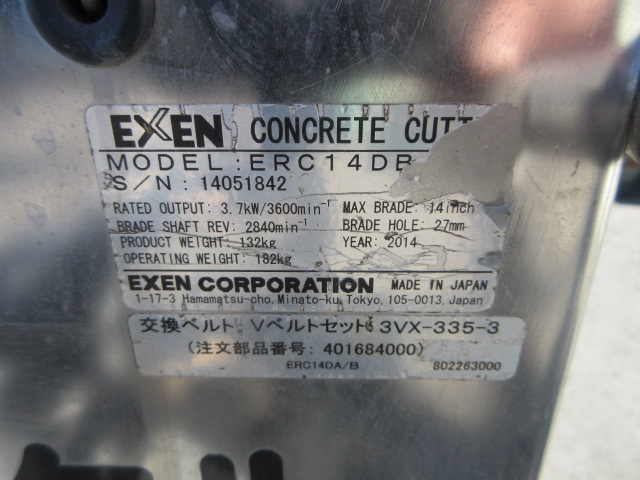 EXEN CONCRETE CUTT
MODEL:ERC14DB
S/N:14051842
RATED OUTPUT: 3.7kW/3600min⁻¹ MAX BRADE: 14inch
BRADE SHAFT REV: 2840min⁻¹ BRADE HOLE: 27mm
PRODUCT WEIGHT: 132kg YEAR: 2014
OPERATING WEIGHT: 182kg
EXEN CORPORATION MADE IN JAPAN
1-17-3 Hamamatsu-cho.Minato-ku.Tokyo.105-0013.Japan
交換ベルト Vベルトセット 3VX-335-3
(注文部品番号: 401684000)
ERC14DA/B 802263000